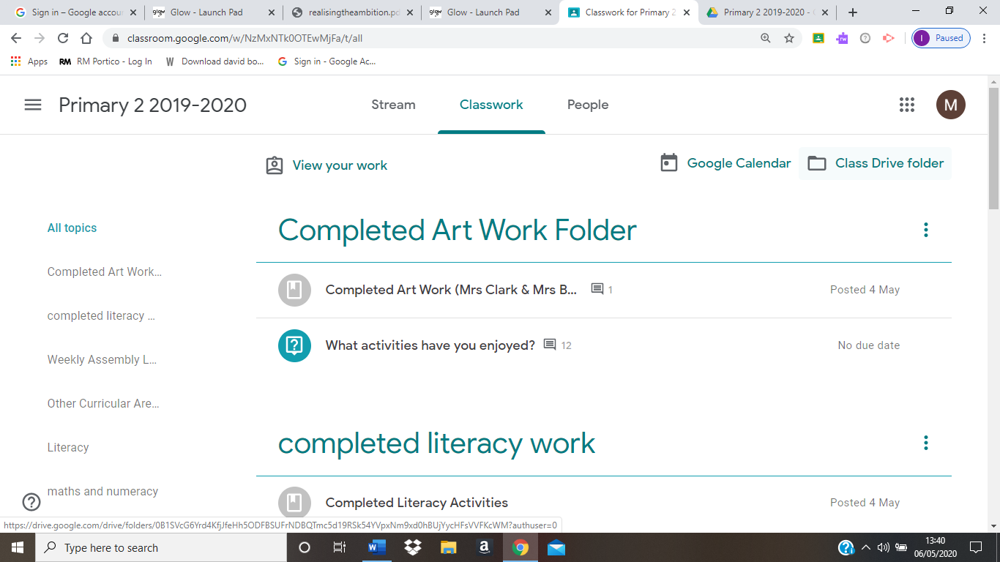 Sign in – Google accou
Glow - Launch Pad
realisingtheambition.pd
Glow - Launch Pad
Classwork for Primary 2
Primary 2 2019-2020 -
classroom.google.com/w/NzMxNTk0OTEwMjFa/t/all
Paused
Apps
RM Portico - Log In
Download david bo...
Sign in - Google Ac...
Primary 2 2019-2020
Stream
Classwork
People
M
View your work
Google Calendar
Class Drive folder
All topics
Completed Art Work...
completed literacy ...
Weekly Assembly L...
Other Curricular Are...
Literacy
maths and numeracy
Completed Art Work Folder
Completed Art Work (Mrs Clark & Mrs B... 1 Posted 4 May
What activities have you enjoyed? 12 No due date
completed literacy work
Completed Literacy Activities Posted 4 May
https://drive.google.com/drive/folders/0B1SVcG6Yrd4KfjJfeHh5ODFBSUFrNDBQTmc5d19RSk54YVpxNm9xd0hBUjYycHFsVVFKcWM?authuser=0
Type here to search
13:40
06/05/2020